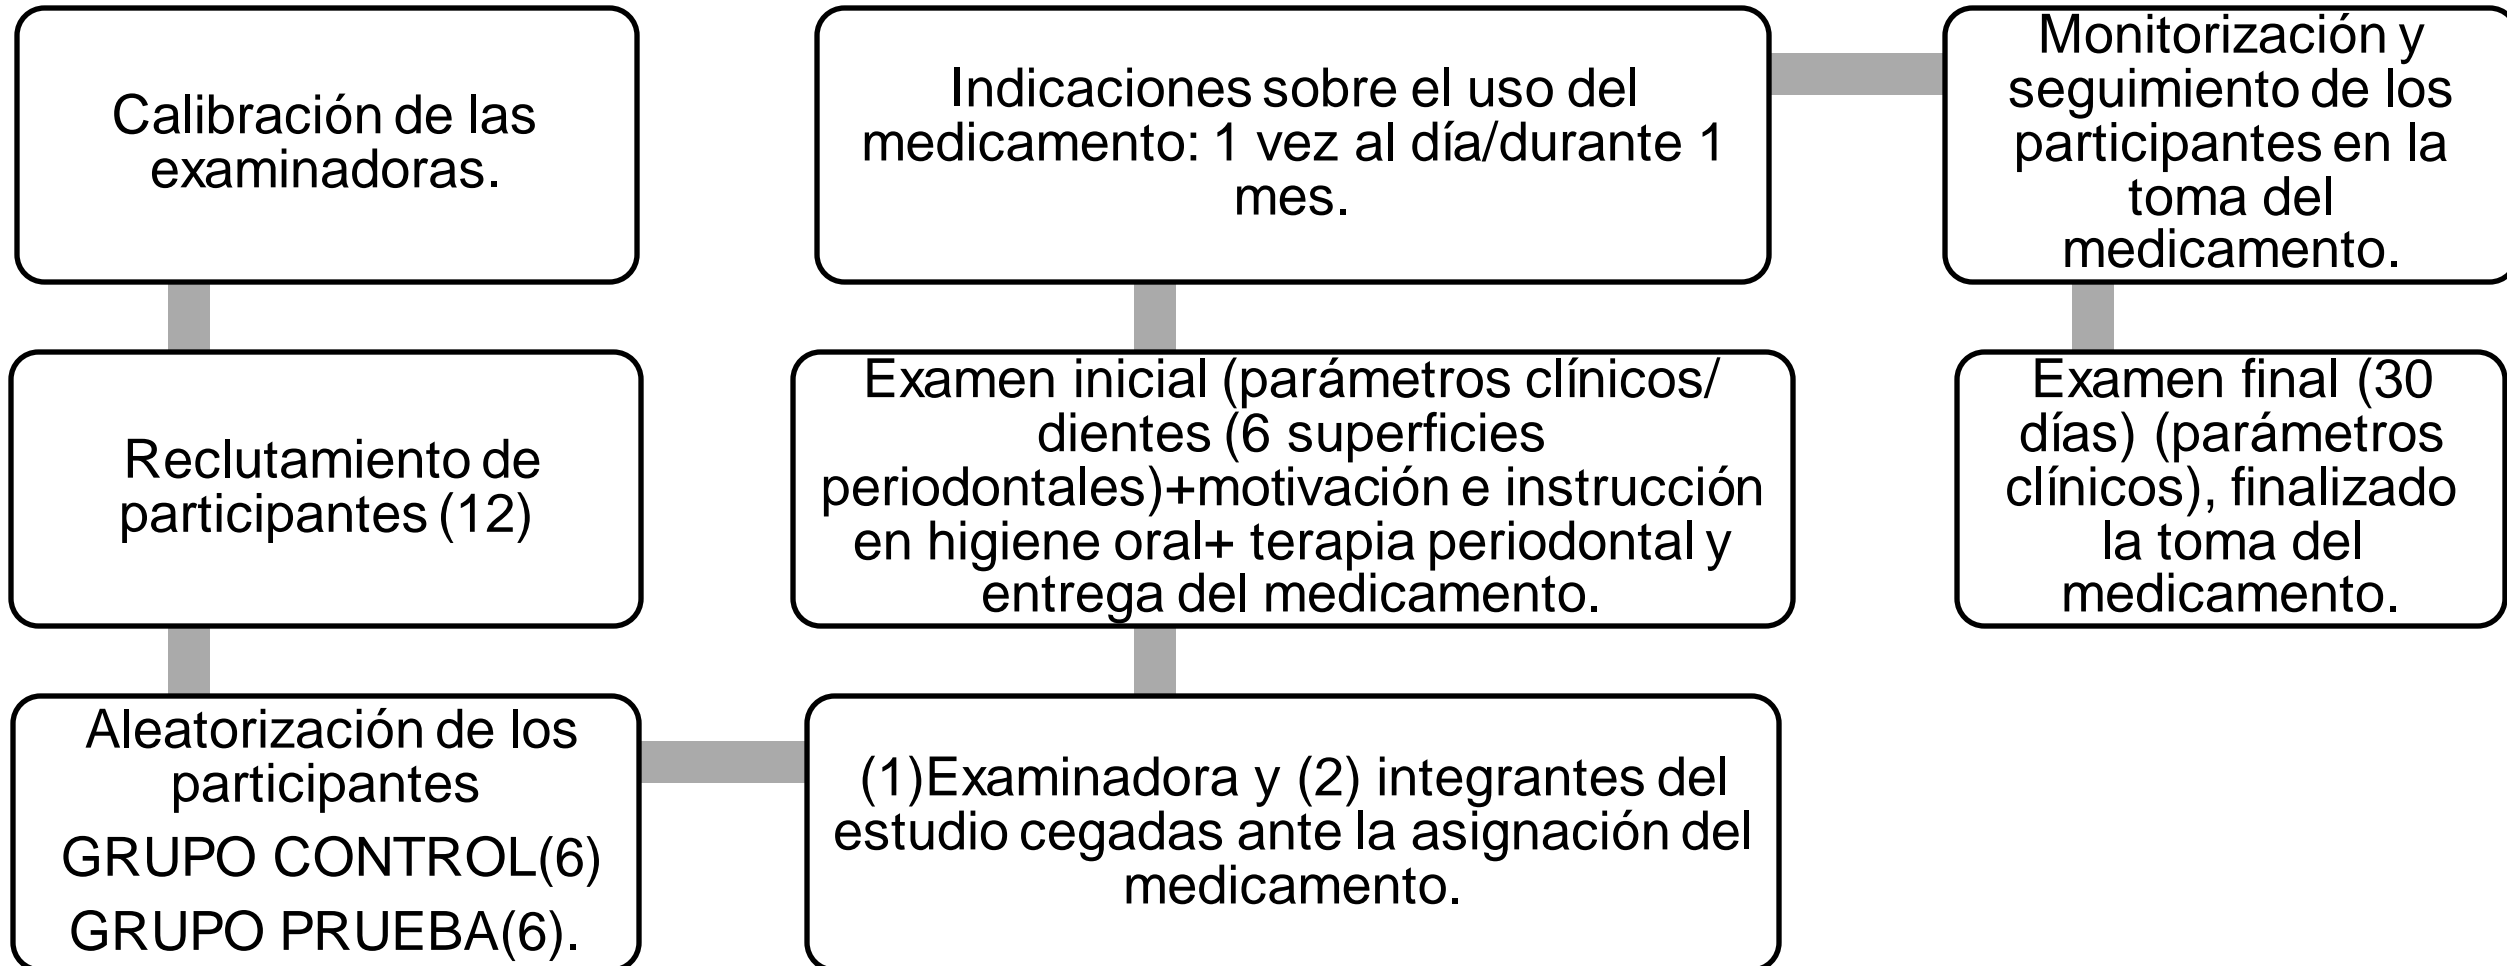 Calibración de las
examinadoras.
Reclutamiento de
participantes (12)
Aleatorización de los
participantes
GRUPO CONTROL(6)
GRUPO PRUEBA(6).
(1)Examinadora y (2) integrantes del
estudio cegadas ante la asignación del
medicamento.
Examen inicial (parámetros clínicos/
dientes (6 superficies
periodontales)+motivación e instrucción
en higiene oral+ terapia periodontal y
entrega del medicamento.
Indicaciones sobre el uso del
medicamento: 1 vez al día/durante 1
mes.
Monitorización y
seguimiento de los
participantes en la
toma del
medicamento.
Examen final (30
días) (parámetros
clínicos), finalizado
la toma del
medicamento.